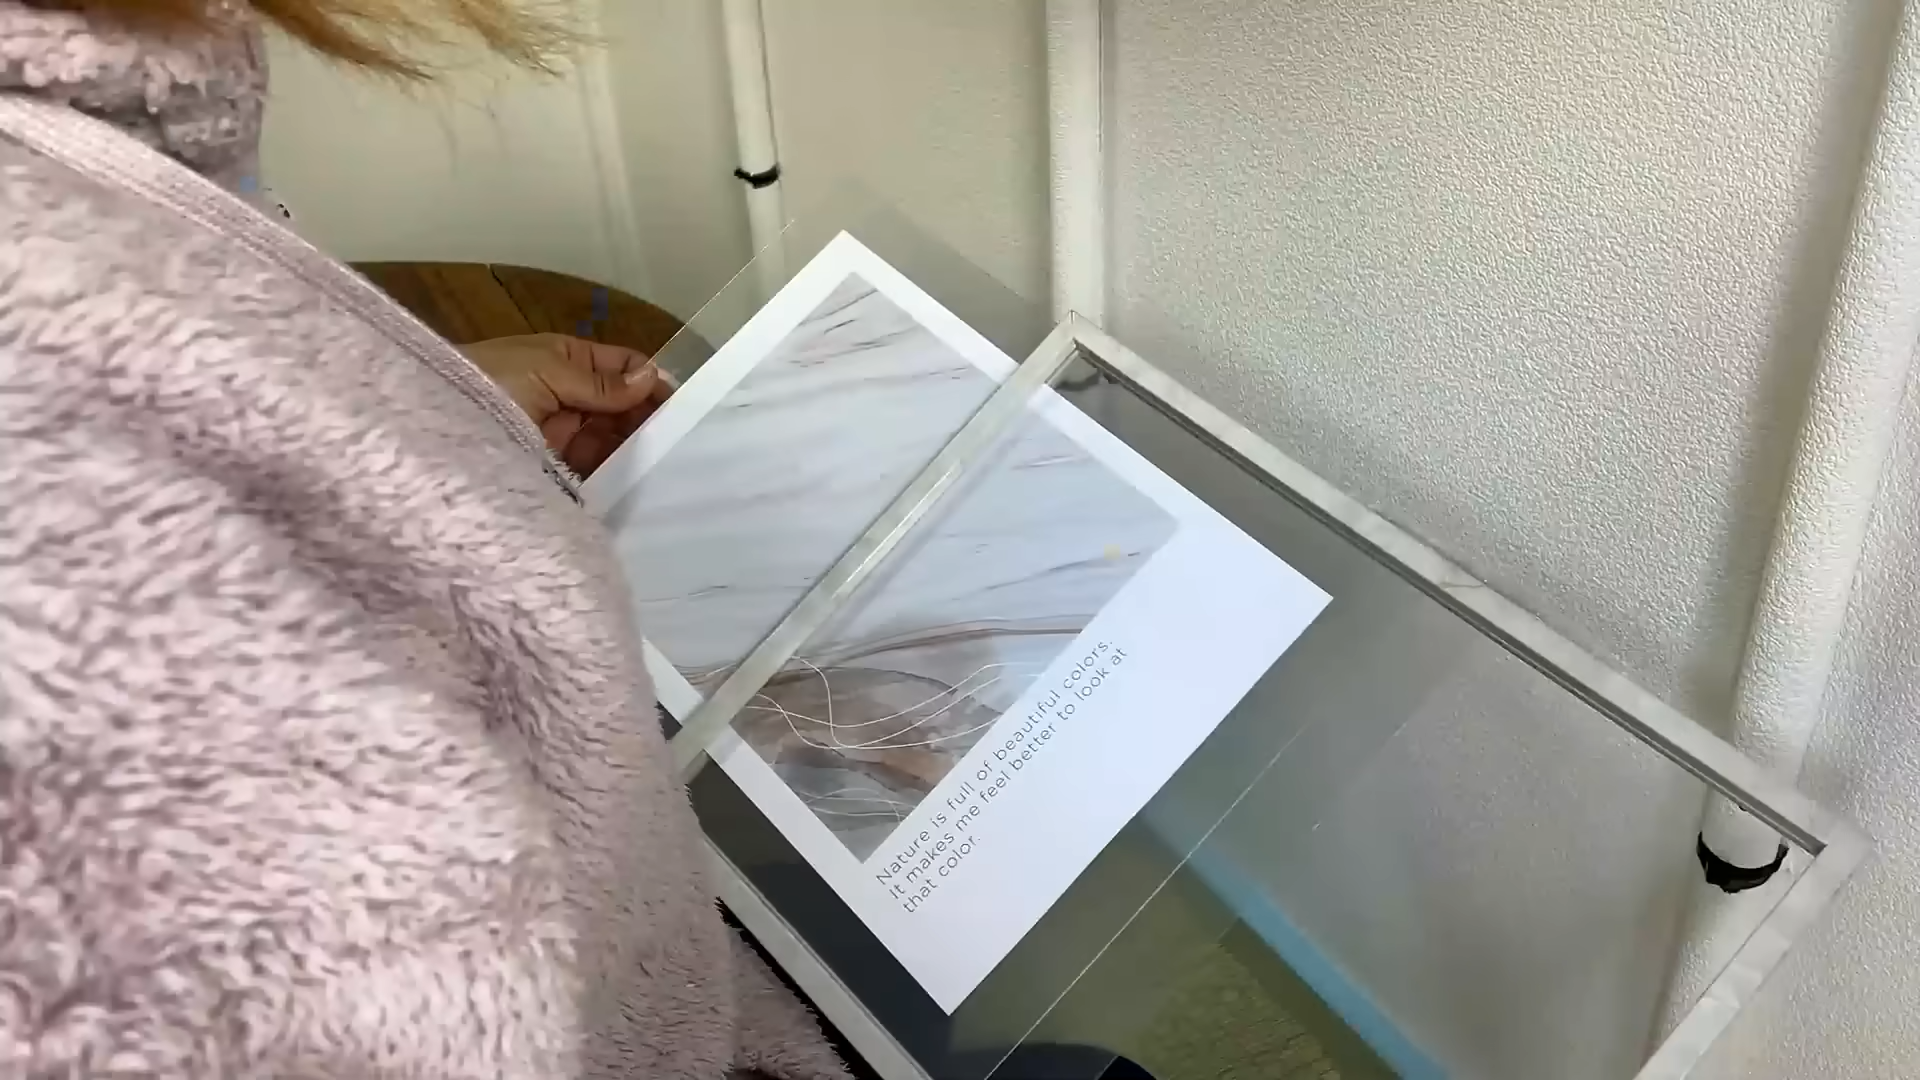 Nature is full of beautiful colors.
It makes me feel better to look at
that color.